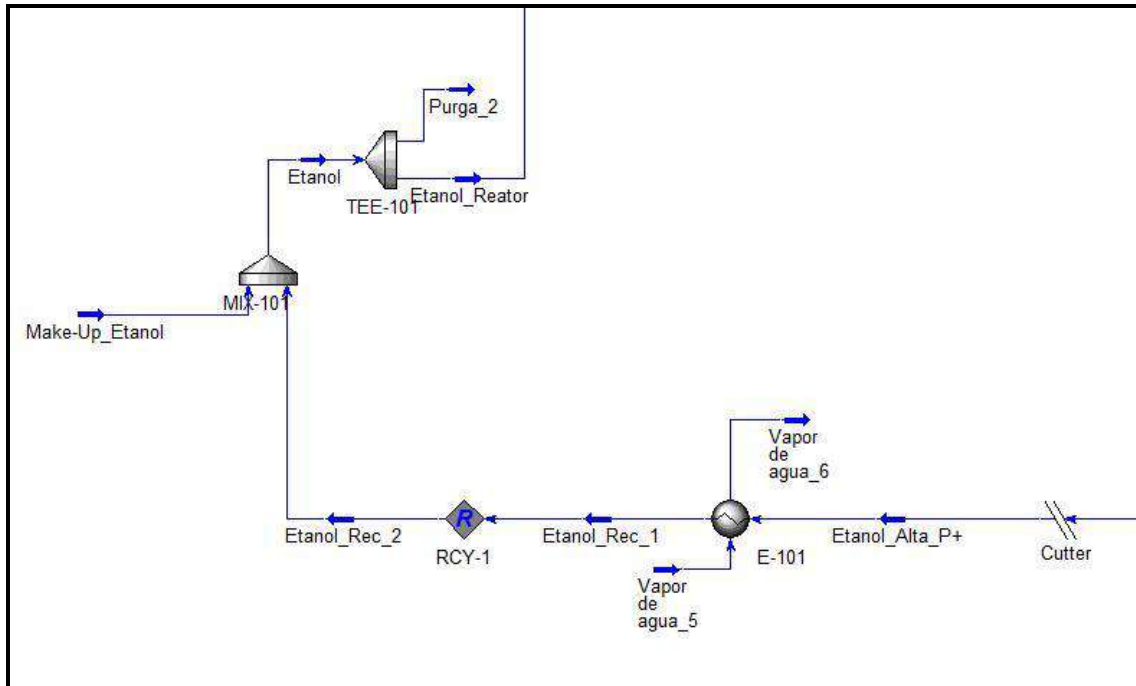 Purga_2
Etanol
Etanol_Reator
TEE-101
MIX-101
Make-Up_Etanol
Vapor
de
agua_6
Etanol_Rec_2
R
RCY-1
Etanol_Rec_1
E-101
Etanol_Alta_P+
Cutter
Vapor
de
agua_5